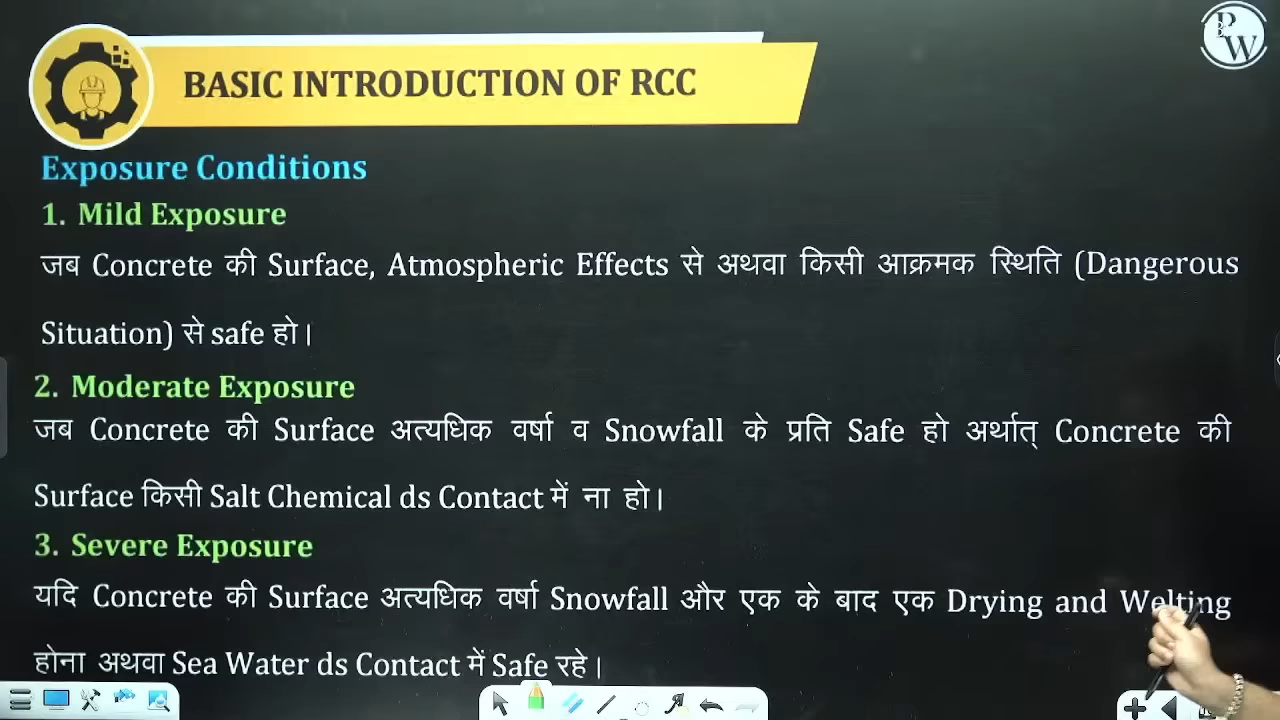 BASIC INTRODUCTION OF RCC
PW
Exposure Conditions
1. Mild Exposure
जब Concrete की Surface, Atmospheric Effects से अथवा किसी आक्रमक स्थिति (Dangerous
Situation) से safe हो।
2. Moderate Exposure
जब Concrete की Surface अत्यधिक वर्षा व Snowfall के प्रति Safe हो अर्थात् Concrete की
Surface किसी Salt Chemical ds Contact में ना हो।
3. Severe Exposure
यदि Concrete की Surface अत्यधिक वर्षा Snowfall और एक के बाद एक Drying and Welting
होना अथवा Sea Water ds Contact में Safe रहे।